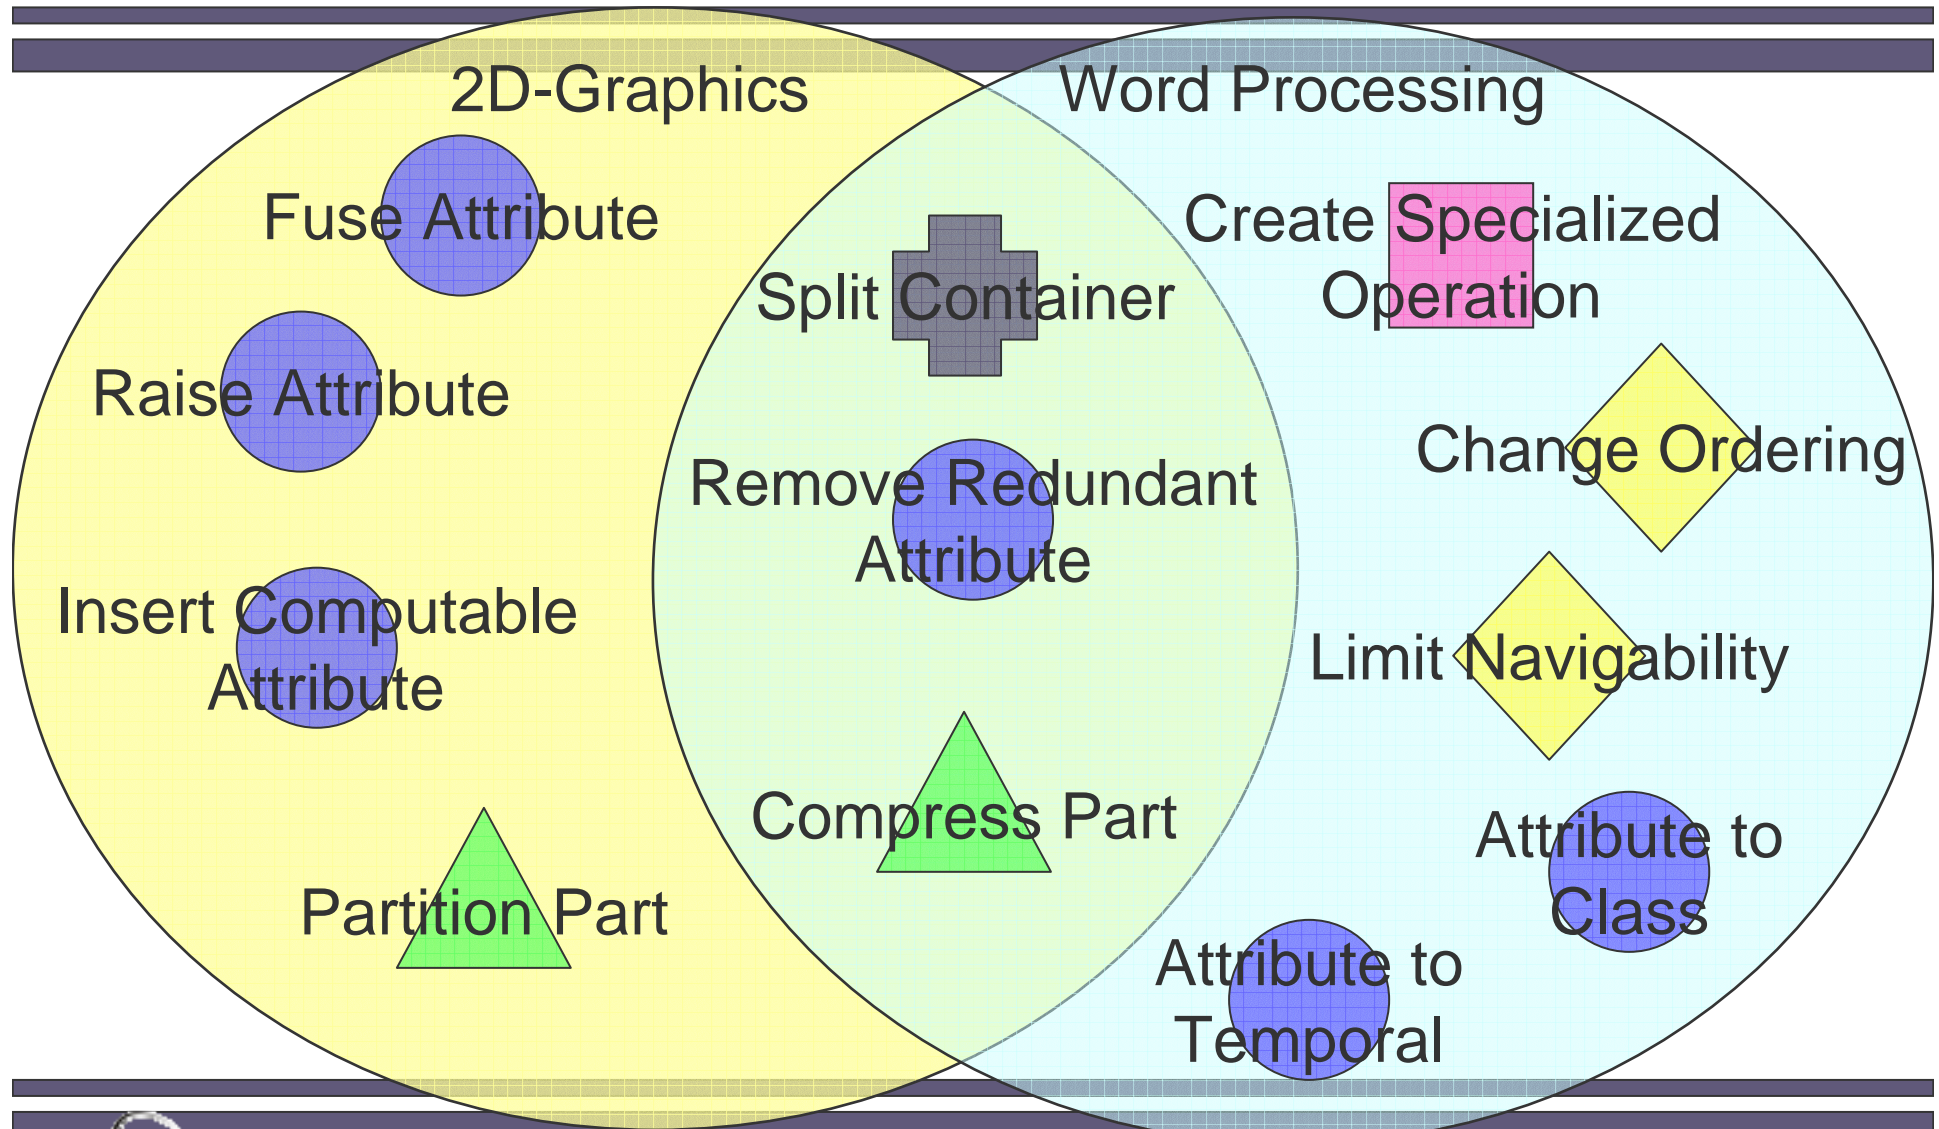 2D-Graphics
Word Processing
Fuse Attribute
Raise Attribute
Insert Computable
Attribute
Partition Part
Split Container
Remove Redundant
Attribute
Compress Part
Create Specialized
Operation
Change Ordering
Limit Navigability
Attribute to
Class
Attribute to
Temporal